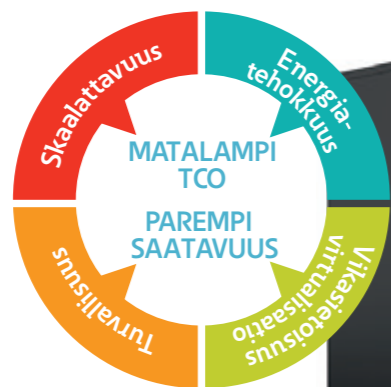 Skaalattavuus
Energia-
tehokkuus
MATALAMPI
TCO
PAREMPI
SAATAVUUS
Turvallisuus
Vikasietoisuus
virtualisaatio